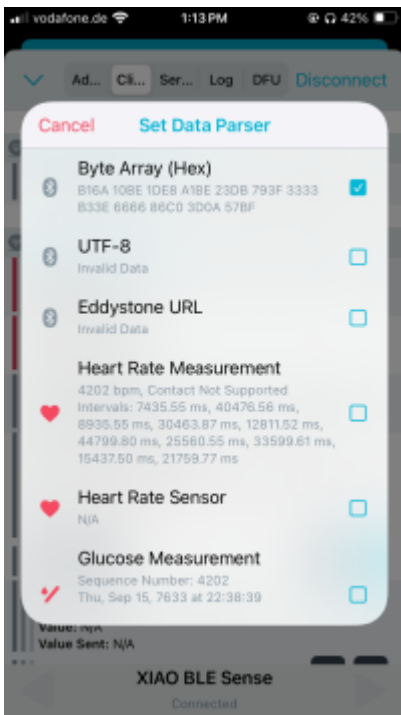 vodafone.de 1:13 PM 42%
Ad... Cli... Ser... Log DFU Disconnect
Cancel Set Data Parser
Byte Array (Hex)
B16A 10BE 1DE8 A1BE 23DB 793F 3333
B33E 6666 86C0 3D0A 57BF
UTF-8
Invalid Data
Eddystone URL
Invalid Data
Heart Rate Measurement
4202 bpm, Contact Not Supported
Intervals: 7435.55 ms, 40476.56 ms,
8935.55 ms, 30463.87 ms, 12811.52 ms,
44799.80 ms, 25560.55 ms, 33599.61 ms,
15437.50 ms, 21759.77 ms
Heart Rate Sensor
N/A
Glucose Measurement
Sequence Number: 4202
Thu, Sep 15, 7633 at 22:38:39
Value: N/A
Value Sent: N/A
XIAO BLE Sense
Connected